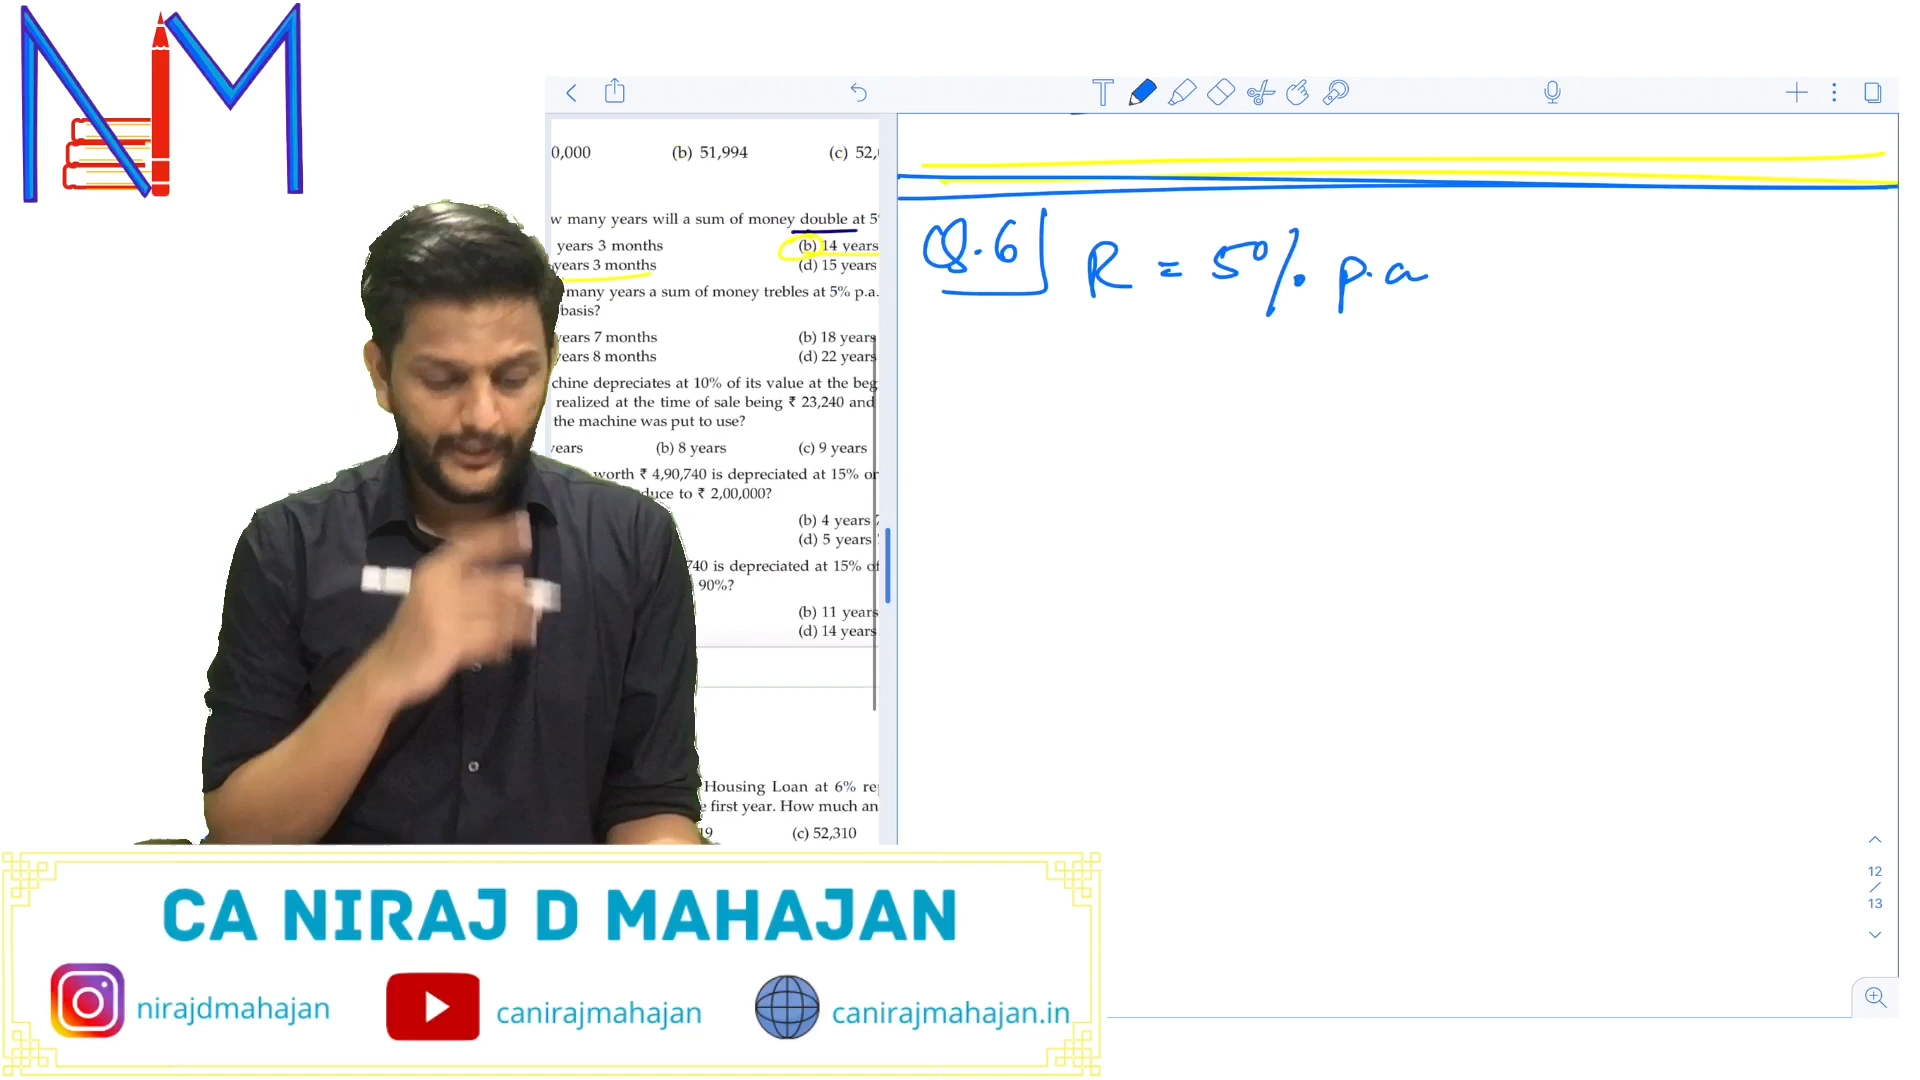 NM
0,000 (b) 51,994 (c) 52,
w many years will a sum of money double at 5%
years 3 months (b) 14 years
years 3 months (d) 15 years
many years a sum of money trebles at 5% p.a.
basis?
years 7 months (b) 18 years
years 8 months (d) 22 years
chine depreciates at 10% of its value at the beg
realized at the time of sale being ₹ 23,240 and
the machine was put to use?
years (b) 8 years (c) 9 years
worth ₹ 4,90,740 is depreciated at 15% on
duce to ₹ 2,00,000?
(b) 4 years 7
(d) 5 years
740 is depreciated at 15% of
90%?
(b) 11 years
(d) 14 years
Housing Loan at 6% re
e first year. How much an
19 (c) 52,310
Q.6 R = 5% p.a
12
/
13
CA NIRAJ D MAHAJAN
nirajdmahajan canirajmahajan canirajmahajan.in